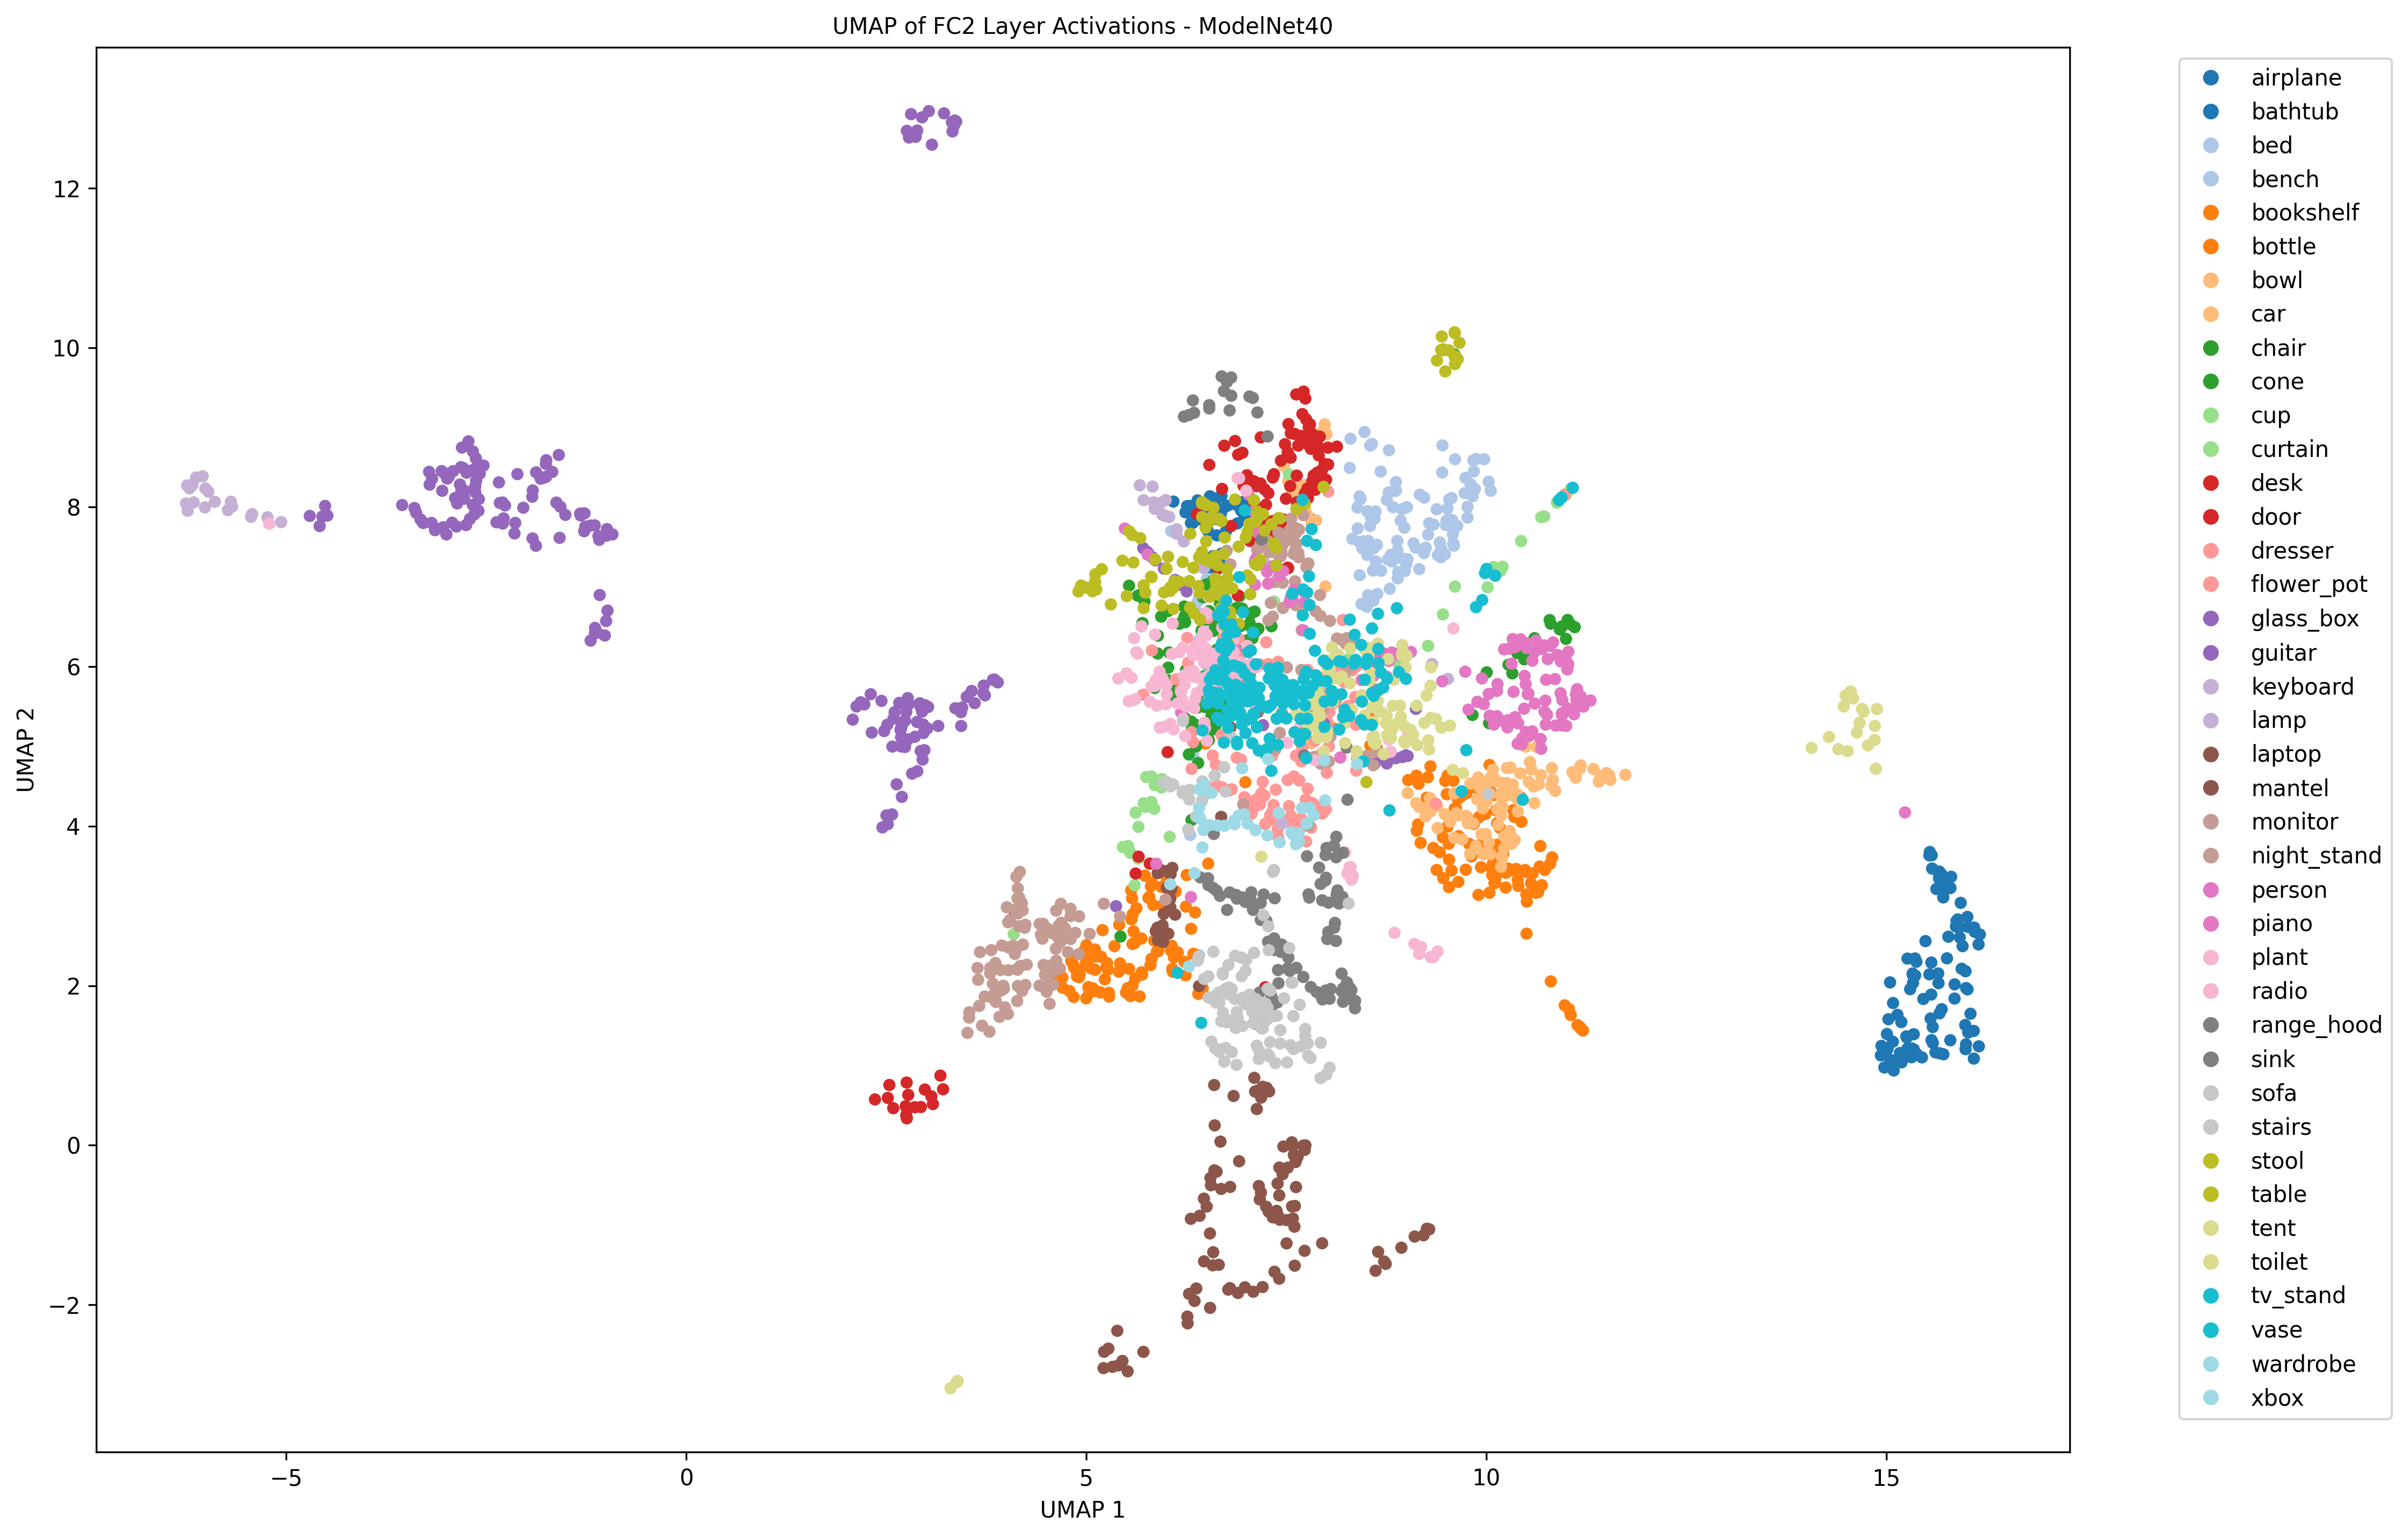 UMAP of FC2 Layer Activations - ModelNet40
12
10
8
6
4
2
0
−2
UMAP 2
−5
0
5
10
15
UMAP 1
airplane
bathtub
bed
bench
bookshelf
bottle
bowl
car
chair
cone
cup
curtain
desk
door
dresser
flower_pot
glass_box
guitar
keyboard
lamp
laptop
mantel
monitor
night_stand
person
piano
plant
radio
range_hood
sink
sofa
stairs
stool
table
tent
toilet
tv_stand
vase
wardrobe
xbox